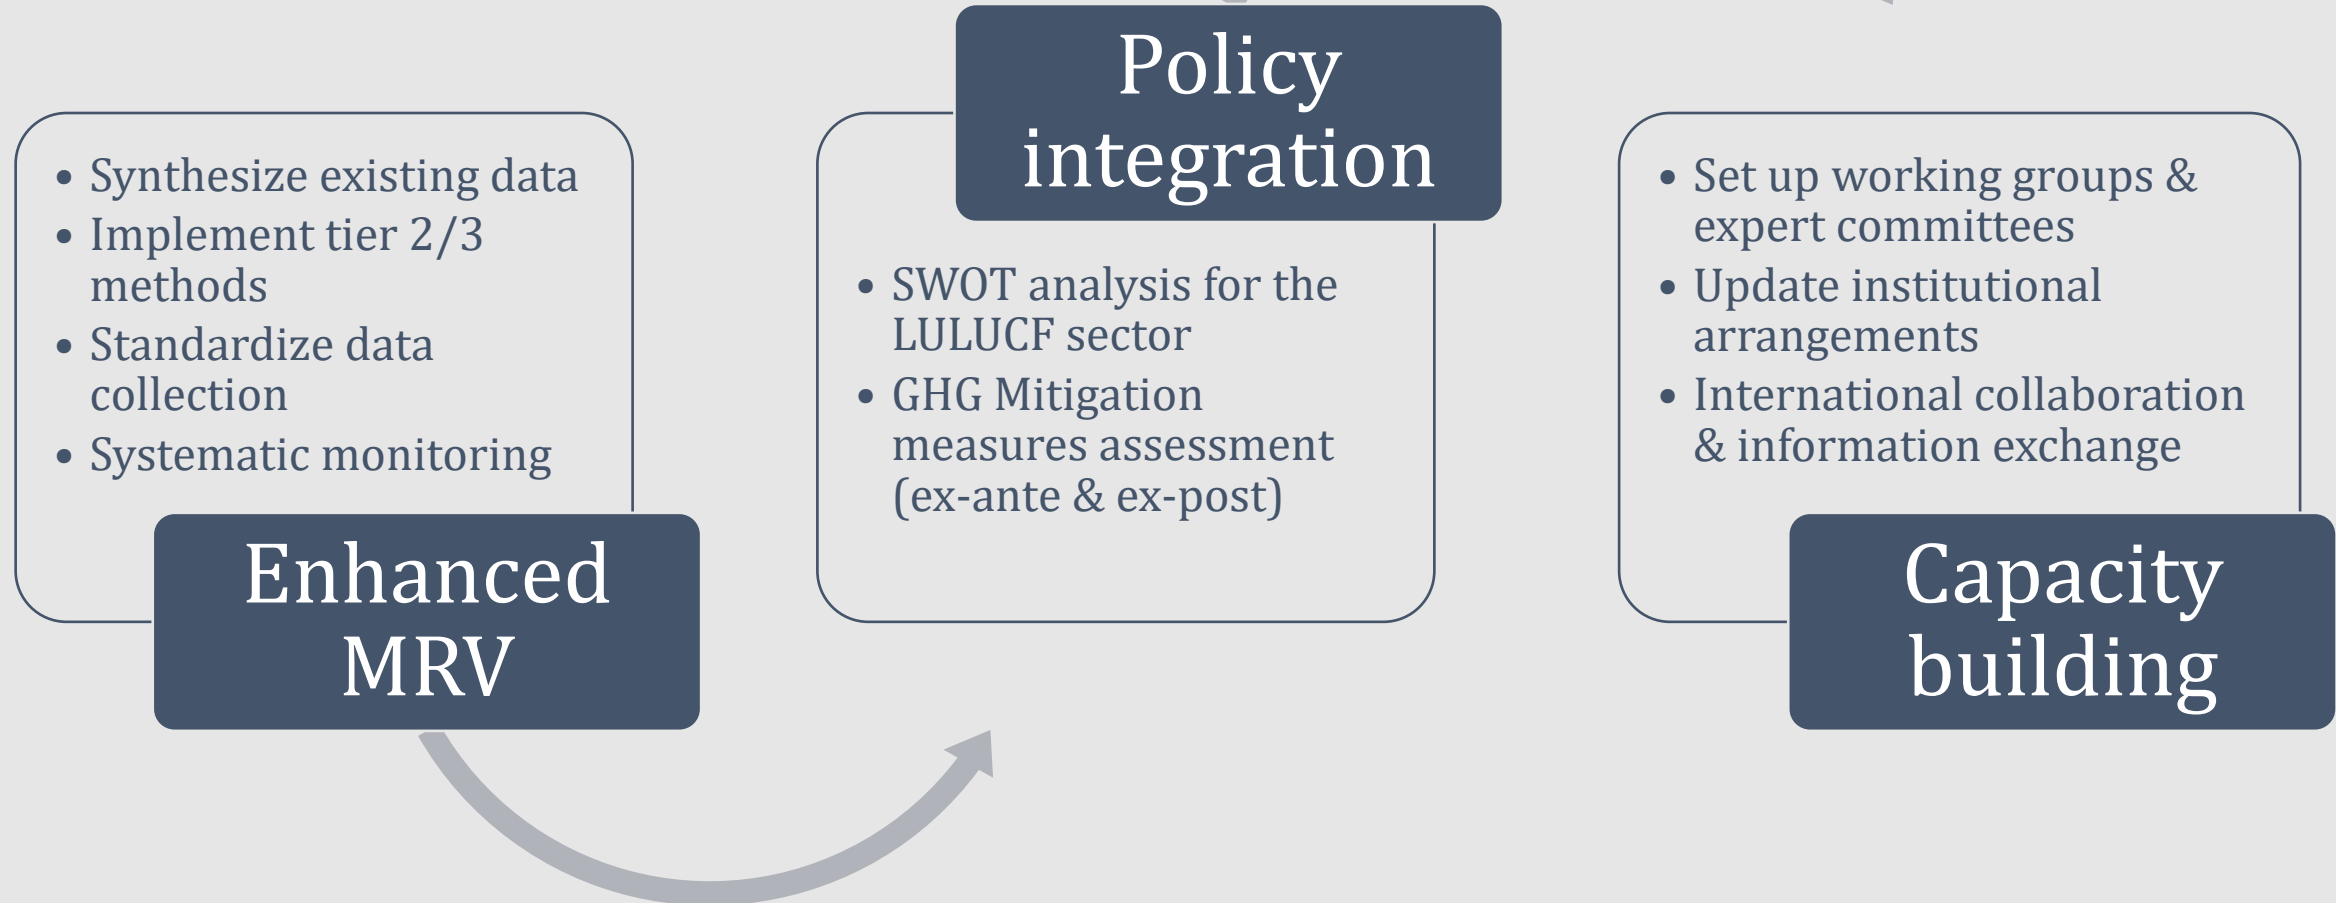 • Synthesize existing data
• Implement tier 2/3
methods
• Standardize data
collection
• Systematic monitoring
Enhanced
MRV
Policy
integration
• SWOT analysis for the
LULUCF sector
• GHG Mitigation
measures assessment
(ex-ante & ex-post)
• Set up working groups &
expert committees
• Update institutional
arrangements
• International collaboration
& information exchange
Capacity
building